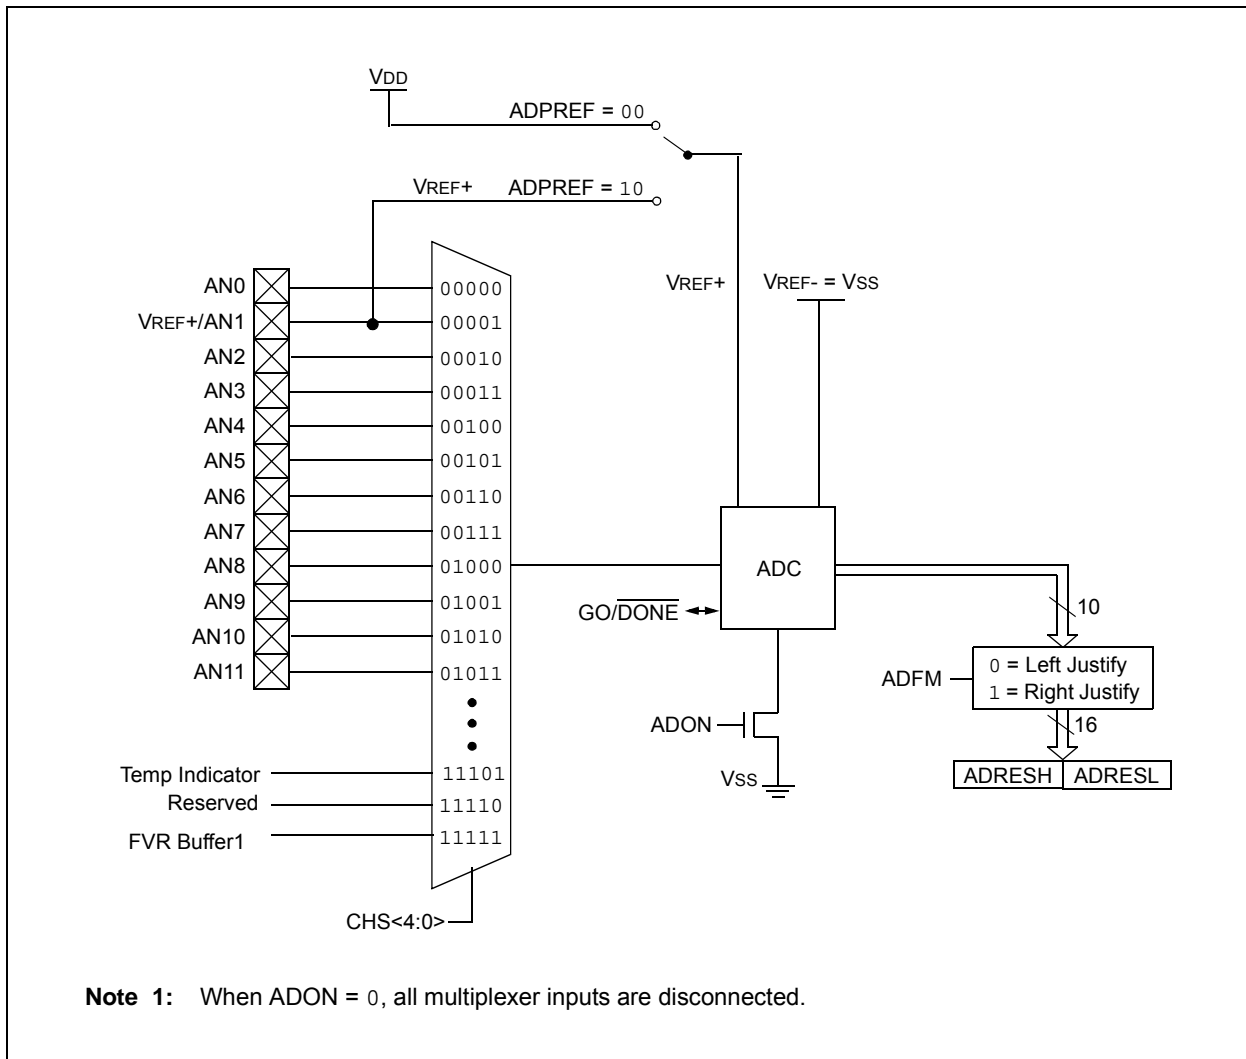 VDD
ADPREF = 00
VREF+ ADPREF = 10
VREF+
VREF- = VSS
AN0
VREF+/AN1
AN2
AN3
AN4
AN5
AN6
AN7
AN8
AN9
AN10
AN11
Temp Indicator
Reserved
FVR Buffer1
00000
00001
00010
00011
00100
00101
00110
00111
01000
01001
01010
01011
11101
11110
11111
CHS<4:0>
ADC
GO/DONE
ADON
VSS
10
ADFM
0 = Left Justify
1 = Right Justify
16
ADRESH ADRESL
Note 1: When ADON = 0, all multiplexer inputs are disconnected.